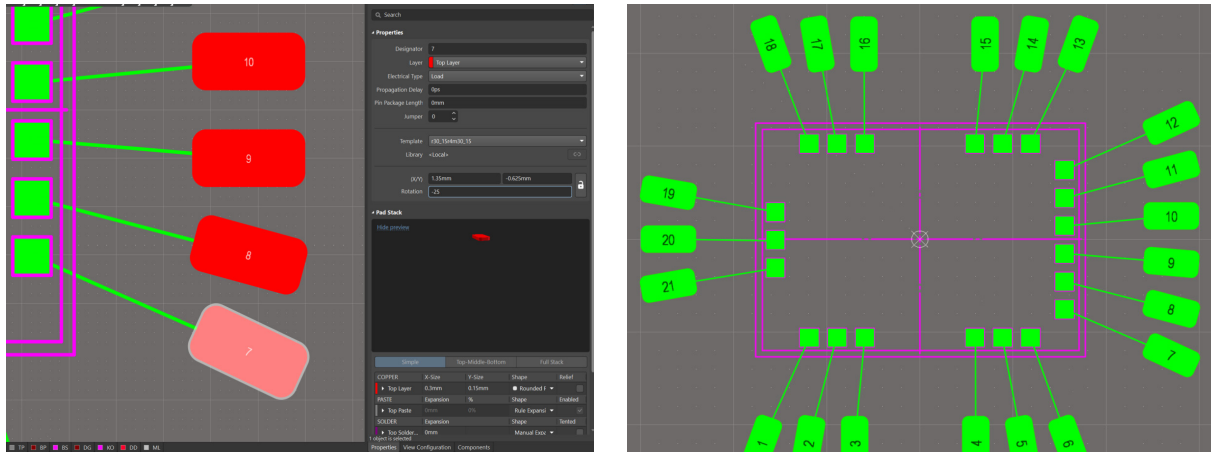 10
9
8
7
Search
Properties
Designator 7
Layer Top Layer
Electrical Type Load
Propagation Delay 0ps
Pin Package Length 0mm
Jumper 0
Template r30_15r4m30_15
Library <Local>
(X/Y) 1.35mm -0.625mm
Rotation -25
Pad Stack
Hide preview
Simple Top-Middle-Bottom Full Stack
COPPER X-Size Y-Size Shape Relief
Top Layer 0.3mm 0.15mm Rounded F
PASTE Expansion % Shape Enabled
Top Paste 0mm 0% Rule Expansi
SOLDER Expansion Shape Tented
Top Solder... 0mm Manual Expa
1 object is selected
TP BP BS DG KO DD ML
Properties View Configuration Components
18 17 16 15 14 13
12
11
19
10
20
9
21
8
7
1 2 3 4 5 6